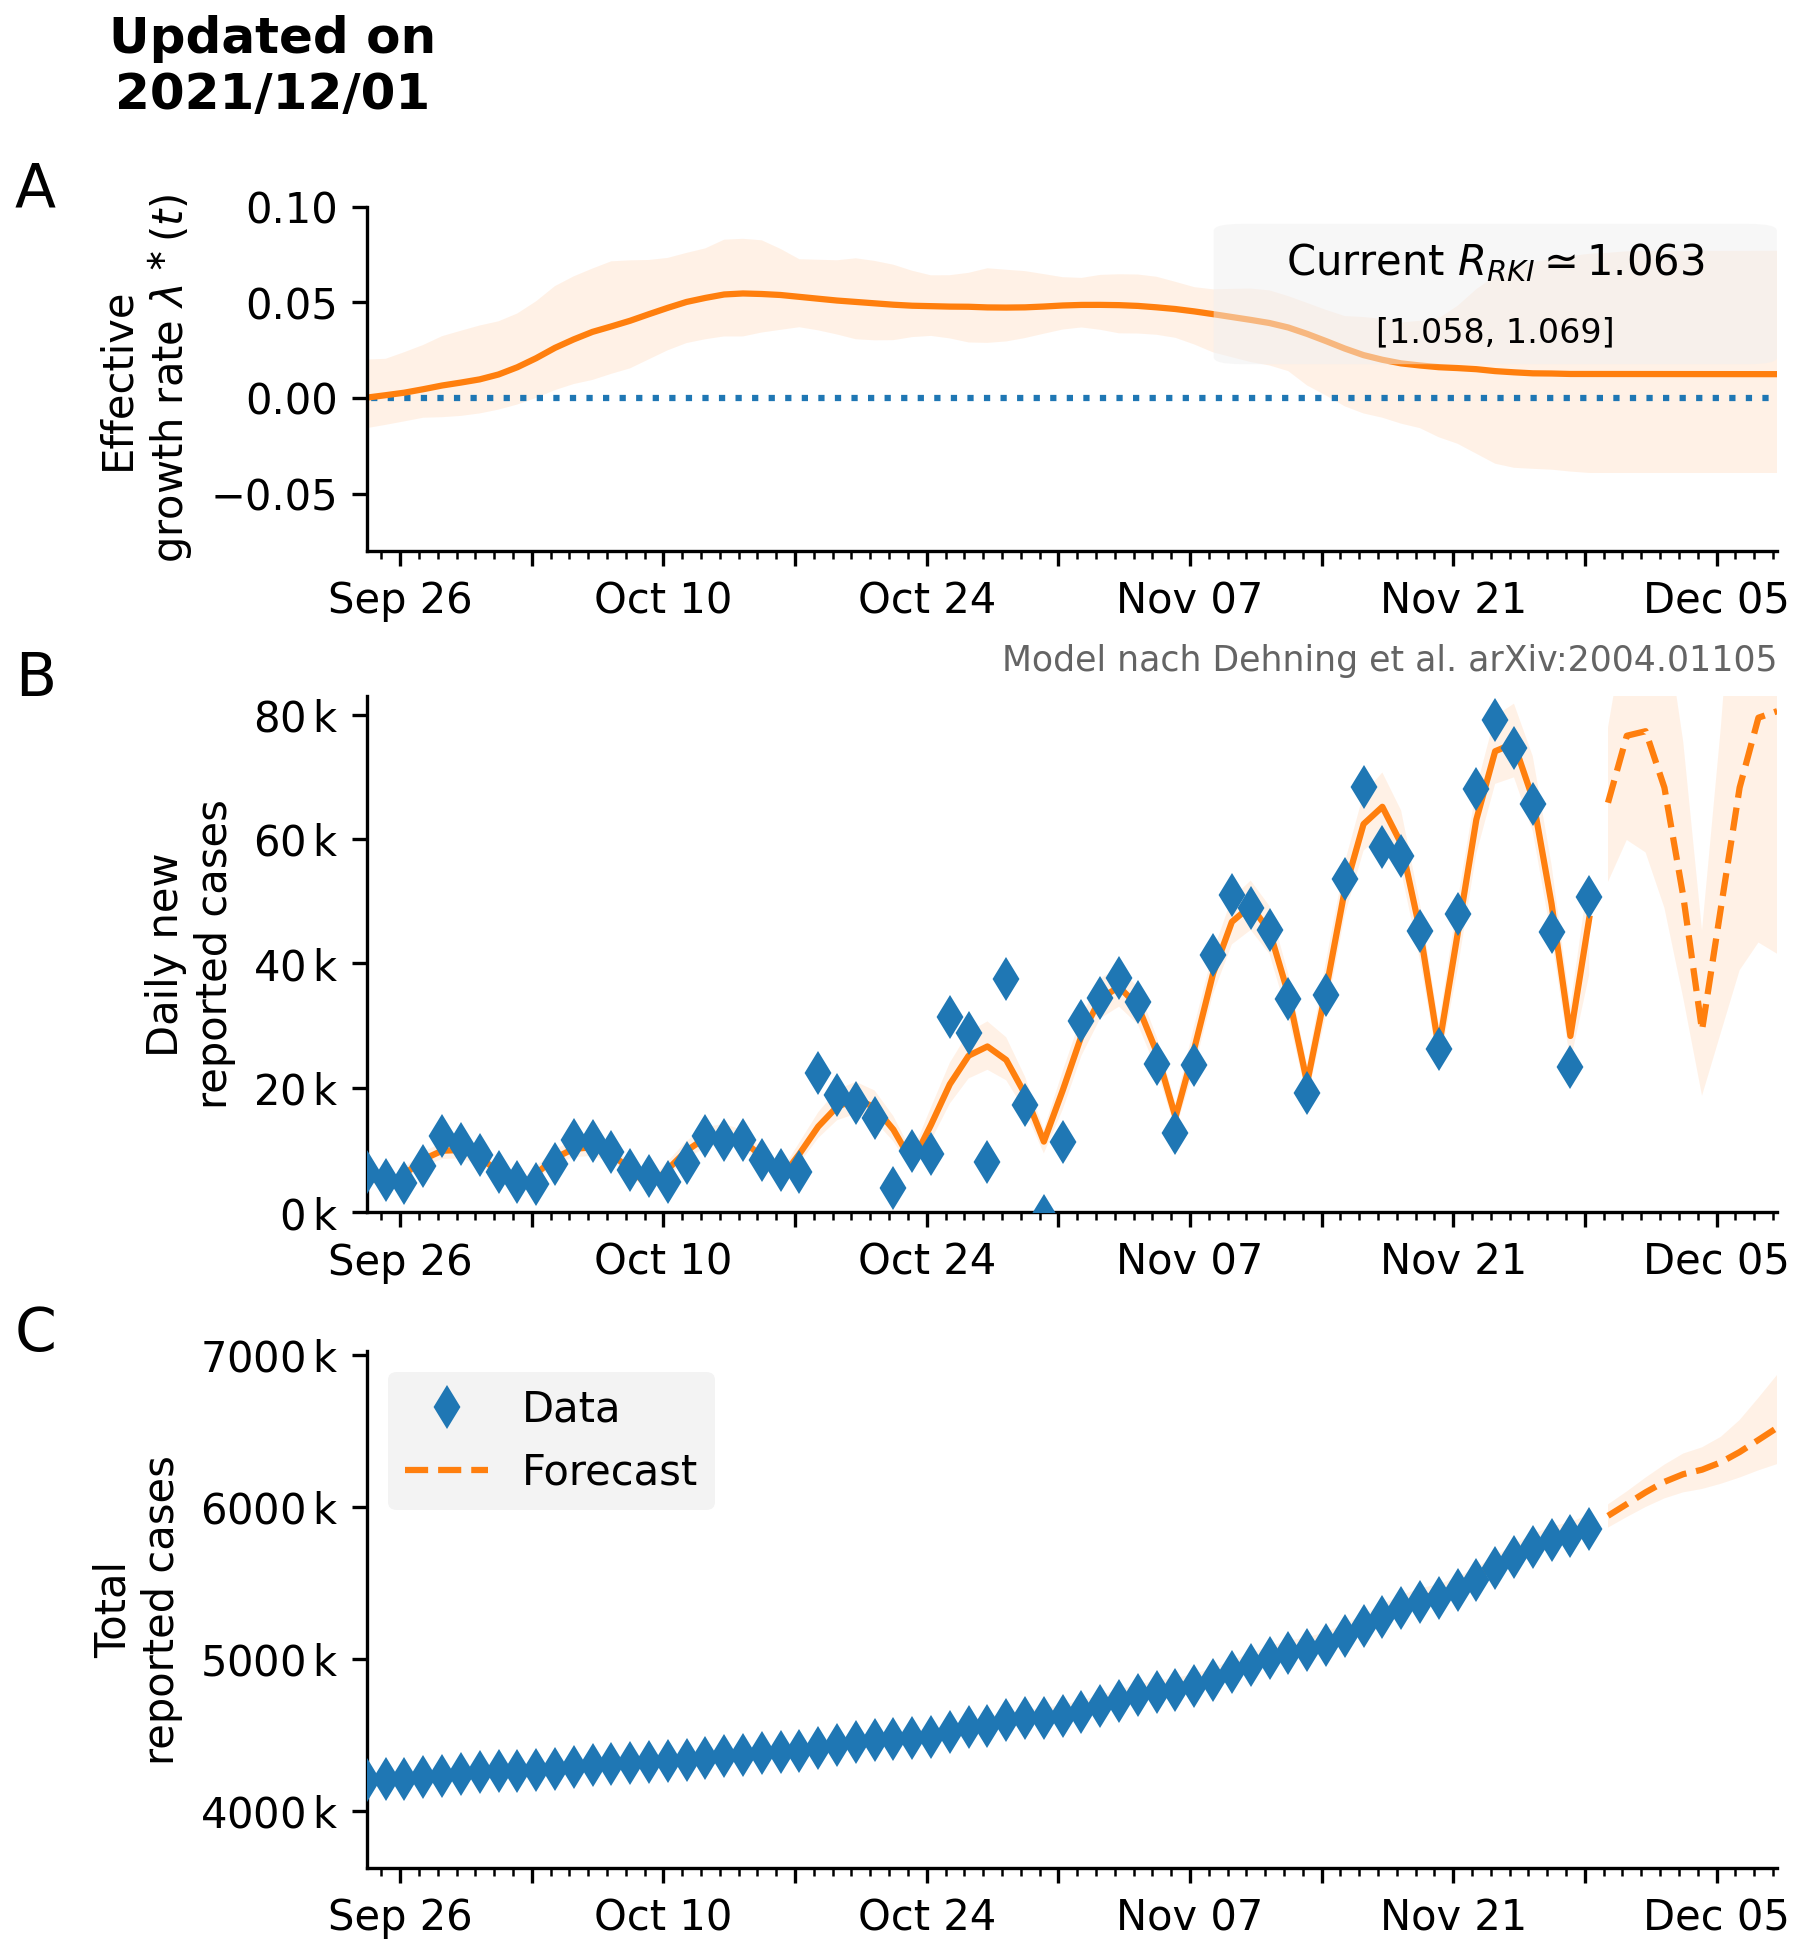 Updated on
2021/12/01
A
Effective
growth rate λ * (t)
0.10
0.05
0.00
−0.05
Current R_RKI ≃ 1.063
[1.058, 1.069]
Sep 26 Oct 10 Oct 24 Nov 07 Nov 21 Dec 05
Model nach Dehning et al. arXiv:2004.01105
B
Daily new
reported cases
80 k
60 k
40 k
20 k
0 k
Sep 26 Oct 10 Oct 24 Nov 07 Nov 21 Dec 05
C
Total
reported cases
7000 k
6000 k
5000 k
4000 k
Data
Forecast
Sep 26 Oct 10 Oct 24 Nov 07 Nov 21 Dec 05